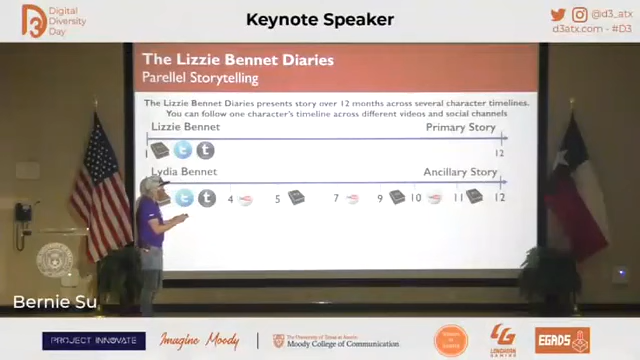 Digital
Diversity
Day
Keynote Speaker
@d3_atx
d3atx.com - #D3
The Lizzie Bennet Diaries
Parellel Storytelling
The Lizzie Bennet Diaries presents story over 12 months across several character timelines.
You can follow one character's timeline across different videos and social channels
Lizzie Bennet
Primary Story
1
12
Lydia Bennet
Ancillary Story
4
5
7
9
10
11
12
Bernie Su
PROJECT INNOVATE
Imagine Moody
The University of Texas at Austin
Moody College of Communication
LONGHORN
GAMING
EGADS